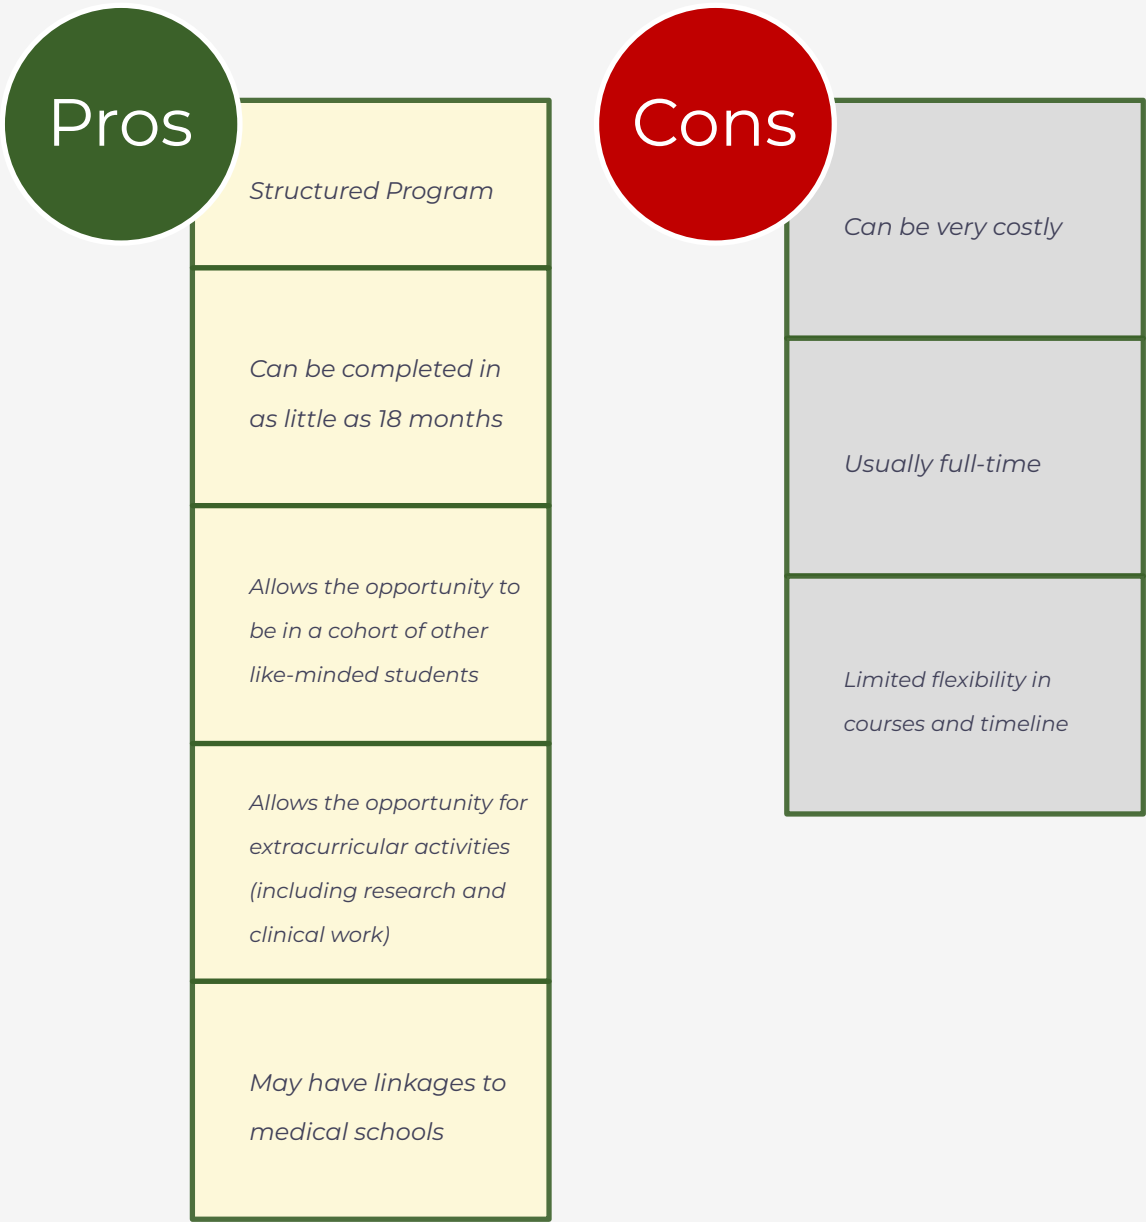 Pros
Structured Program
Can be completed in
as little as 18 months
Allows the opportunity to
be in a cohort of other
like-minded students
Allows the opportunity for
extracurricular activities
(including research and
clinical work)
May have linkages to
medical schools
Cons
Can be very costly
Usually full-time
Limited flexibility in
courses and timeline